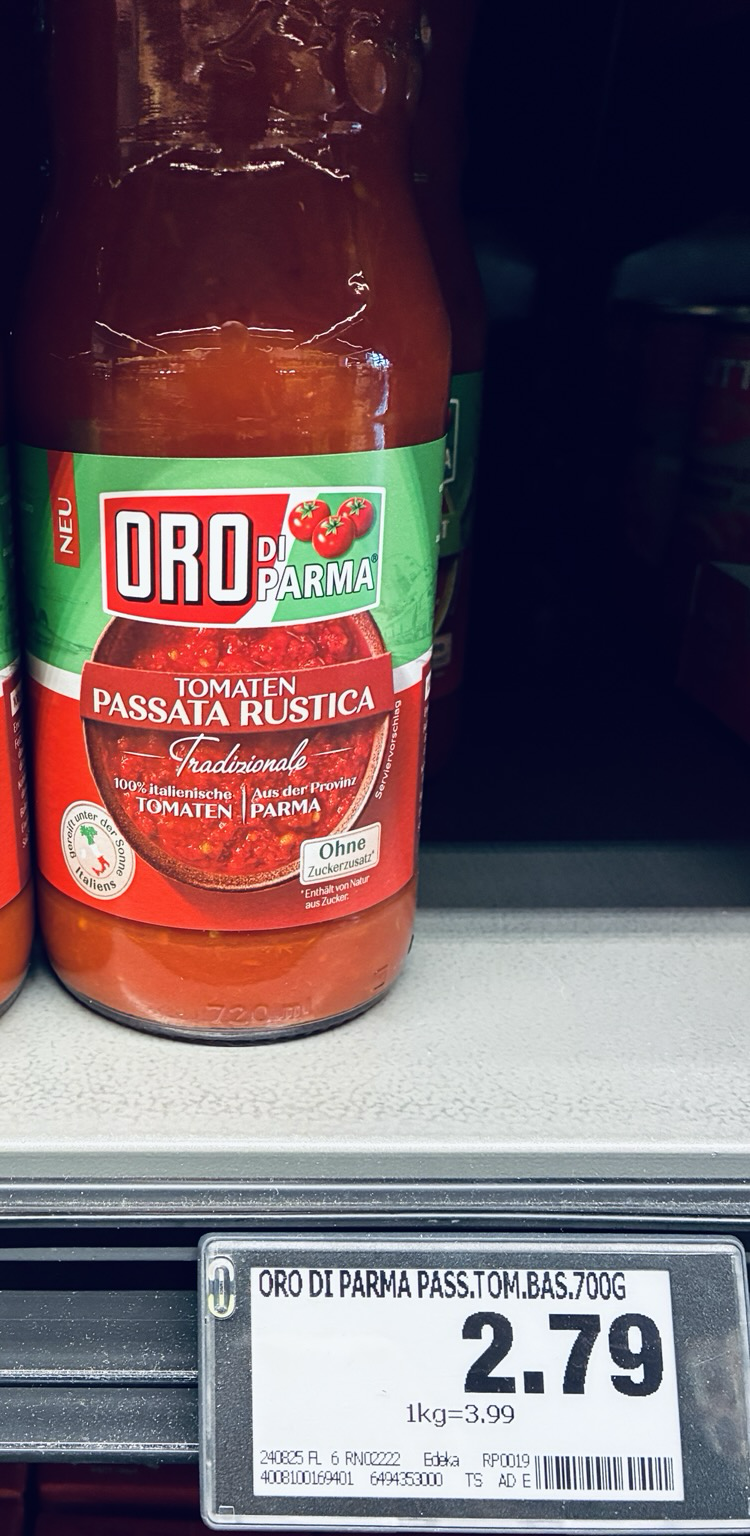 NEU
ORO DI PARMA®
TOMATEN
PASSATA RUSTICA
Tradizionale
100% italienische
TOMATEN
Aus der Provinz
PARMA
Serviervorschlag
gereift unter der Sonne Italiens
Ohne
Zuckerzusatz*
*Enthält von Natur
aus Zucker.
720 ml
ORO DI PARMA PASS.TOM.BAS.700G
2.79
1kg=3.99
240825 FL 6 RN02222 Edeka RP0019
4008100169401 6494353000 TS AD E